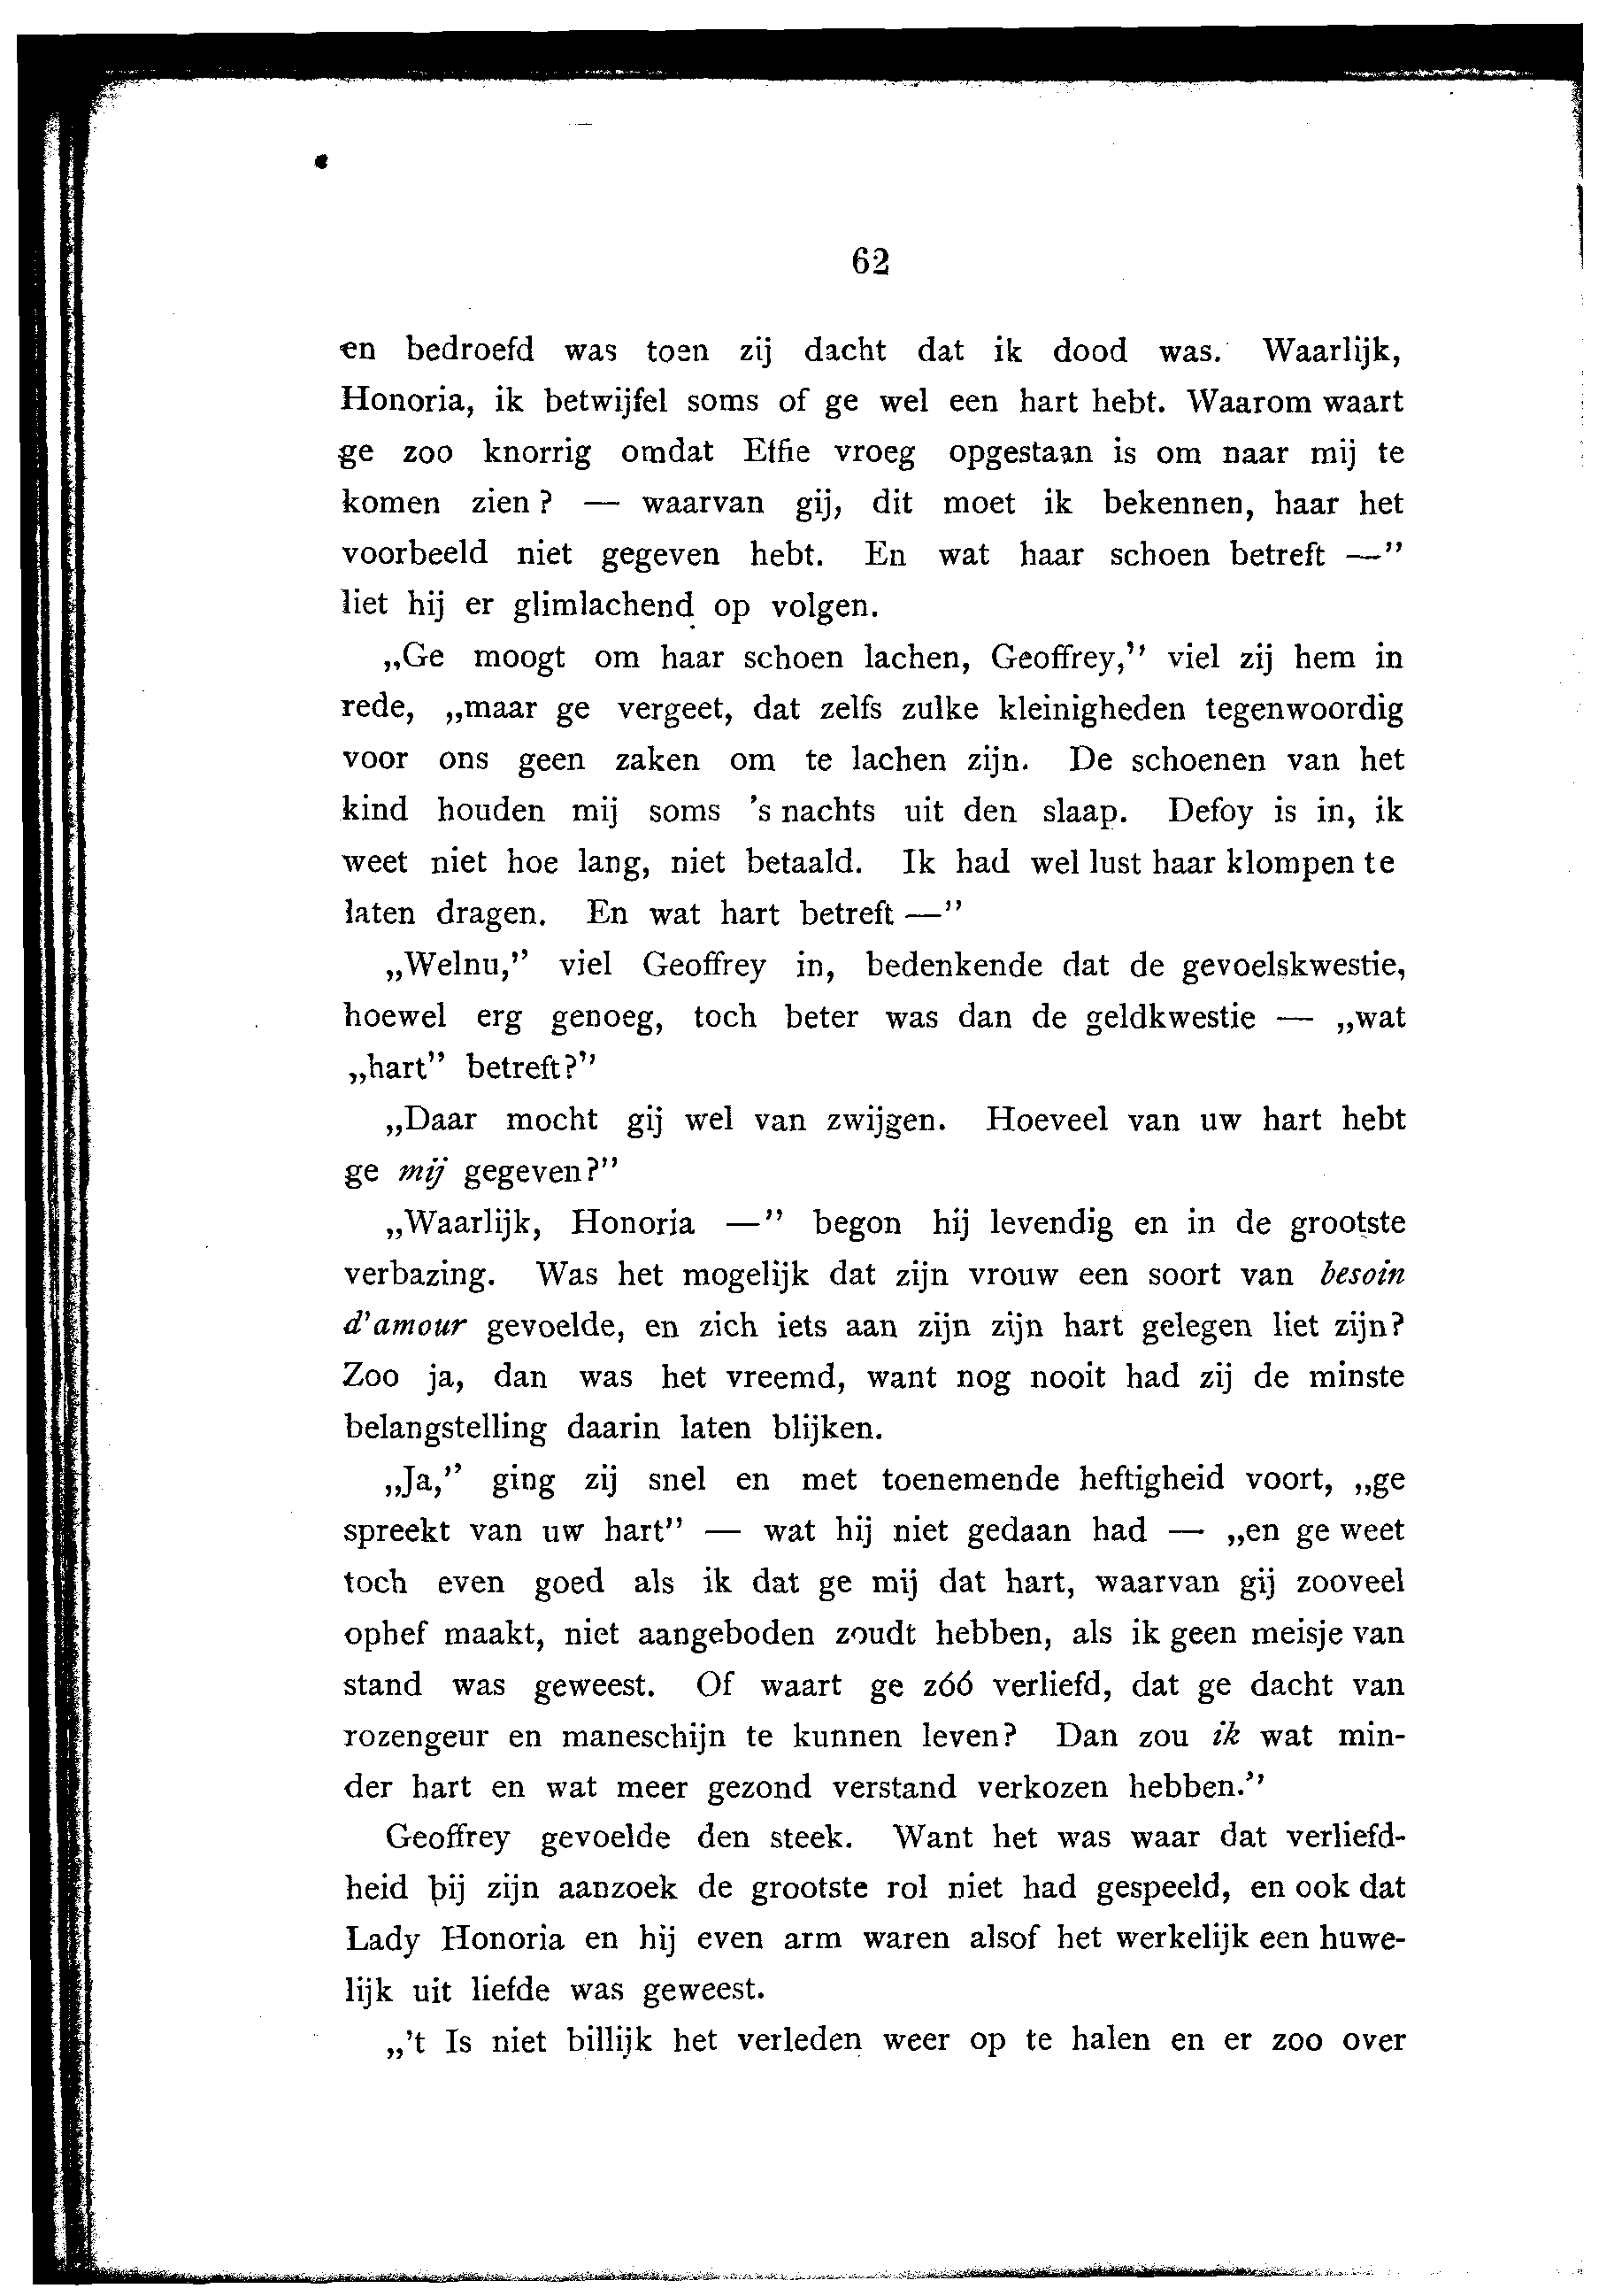 62
en bedroefd was toen zij dacht dat ik dood was. Waarlijk,
Honoria, ik betwijfel soms of ge wel een hart hebt. Waarom waart
ge zoo knorrig omdat Effie vroeg opgestaan is om naar mij te
komen zien? — waarvan gij, dit moet ik bekennen, haar het
voorbeeld niet gegeven hebt. En wat haar schoen betreft —”
liet hij er glimlachend op volgen.
„Ge moogt om haar schoen lachen, Geoffrey,” viel zij hem in
rede, „maar ge vergeet, dat zelfs zulke kleinigheden tegenwoordig
voor ons geen zaken om te lachen zijn. De schoenen van het
kind houden mij soms 's nachts uit den slaap. Defoy is in, ik
weet niet hoe lang, niet betaald. Ik had wel lust haar klompen te
laten dragen. En wat hart betreft —”
„Welnu,” viel Geoffrey in, bedenkende dat de gevoelskwestie,
hoewel erg genoeg, toch beter was dan de geldkwestie — „wat
„hart” betreft?”
„Daar mocht gij wel van zwijgen. Hoeveel van uw hart hebt
ge mij gegeven?”
„Waarlijk, Honoria —” begon hij levendig en in de grootste
verbazing. Was het mogelijk dat zijn vrouw een soort van besoin
d'amour gevoelde, en zich iets aan zijn zijn hart gelegen liet zijn?
Zoo ja, dan was het vreemd, want nog nooit had zij de minste
belangstelling daarin laten blijken.
„Ja,” ging zij snel en met toenemende heftigheid voort, „ge
spreekt van uw hart” — wat hij niet gedaan had — „en ge weet
toch even goed als ik dat ge mij dat hart, waarvan gij zooveel
ophef maakt, niet aangeboden zoudt hebben, als ik geen meisje van
stand was geweest. Of waart ge zóó verliefd, dat ge dacht van
rozengeur en maneschijn te kunnen leven? Dan zou ik wat min-
der hart en wat meer gezond verstand verkozen hebben.”
Geoffrey gevoelde den steek. Want het was waar dat verliefd-
heid bij zijn aanzoek de grootste rol niet had gespeeld, en ook dat
Lady Honoria en hij even arm waren alsof het werkelijk een huwe-
lijk uit liefde was geweest.
„'t Is niet billijk het verleden weer op te halen en er zoo over